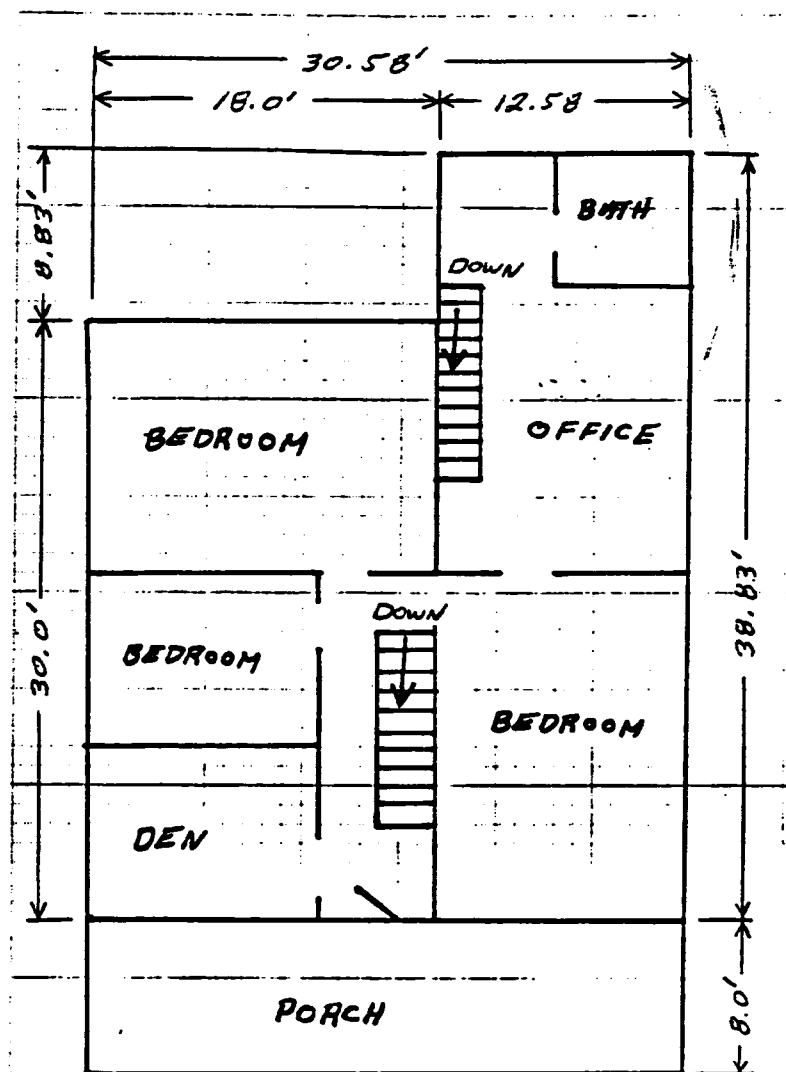 30.58'
18.0'
12.58
8.83'
BATH
DOWN
BEDROOM
OFFICE
30.0'
DOWN
38.83'
BEDROOM
BEDROOM
DEN
PORCH
8.0'